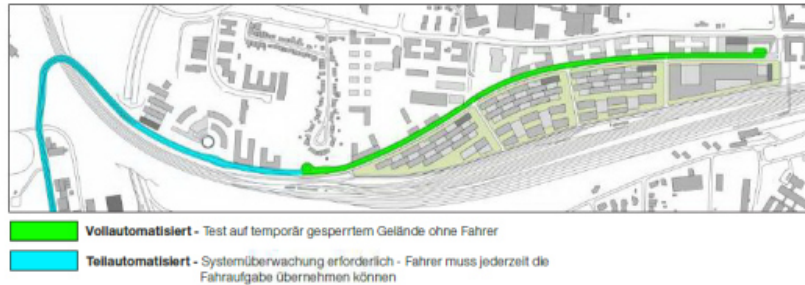 Vollautomatisiert - Test auf temporär gesperrtem Gelände ohne Fahrer
Teilautomatisiert - Systemüberwachung erforderlich - Fahrer muss jederzeit die
Fahraufgabe übernehmen können